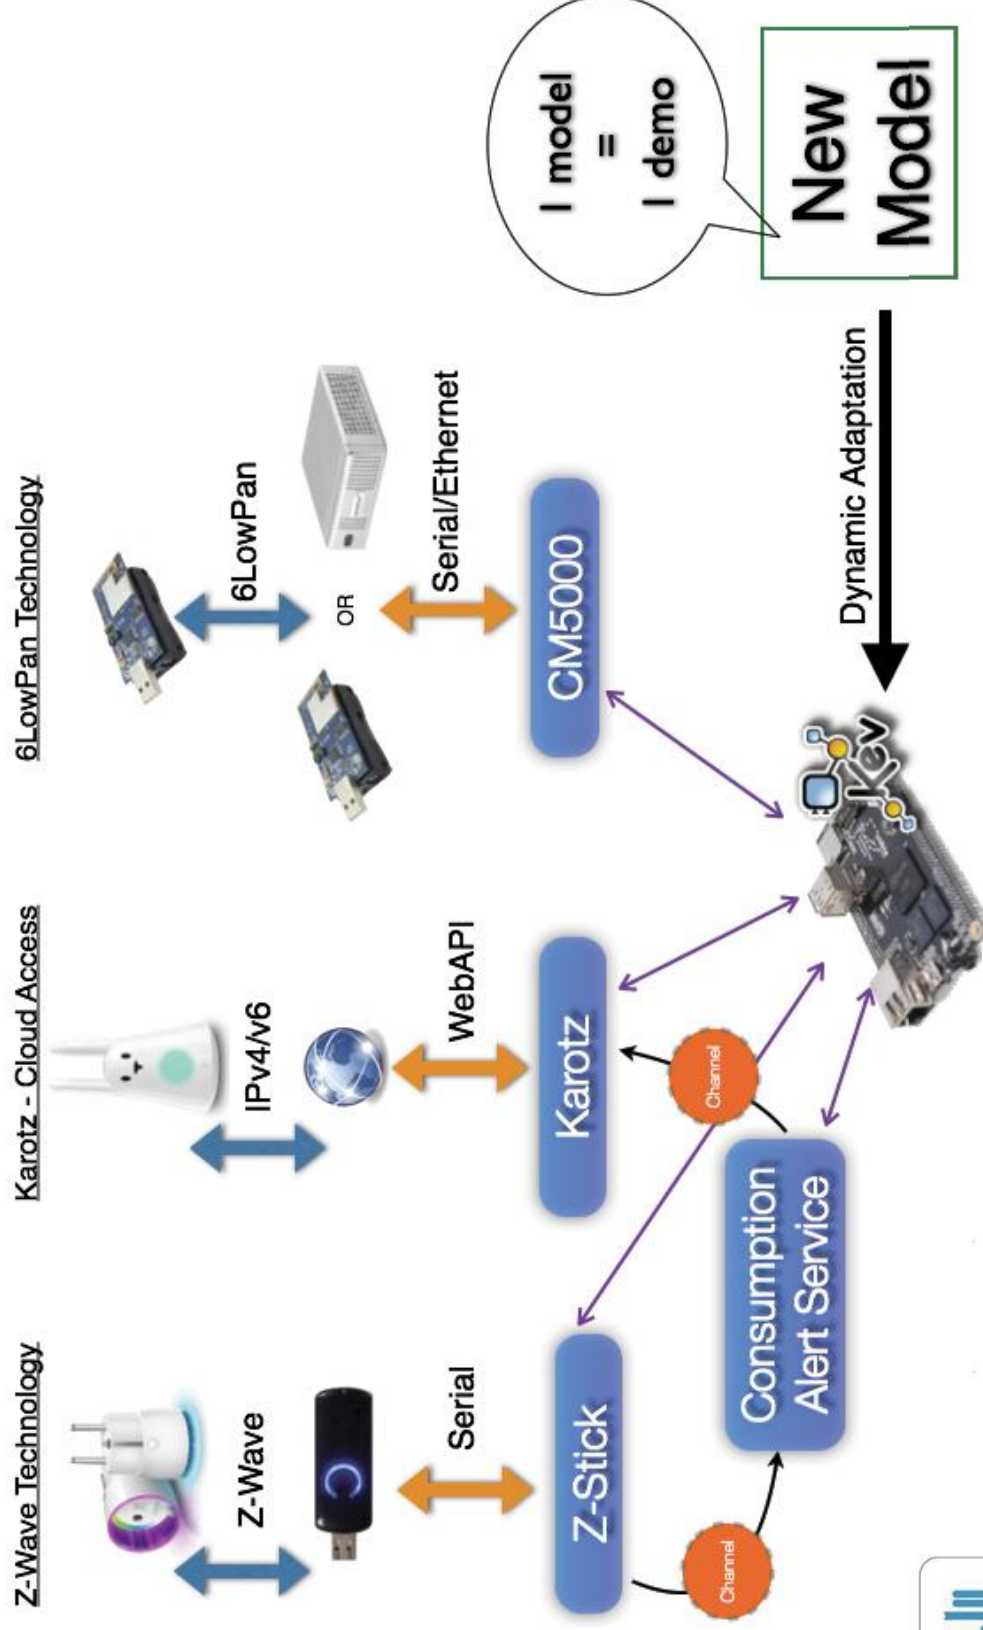 Z-Wave Technology
Karotz - Cloud Access
6LowPan Technology
Z-Wave
IPv4/v6
6LowPan
OR
Serial
WebAPI
Serial/Ethernet
Z-Stick
Karotz
CM5000
Channel
Channel
Consumption
Alert Service
Kev
Dynamic Adaptation
I model
=
I demo
New
Model